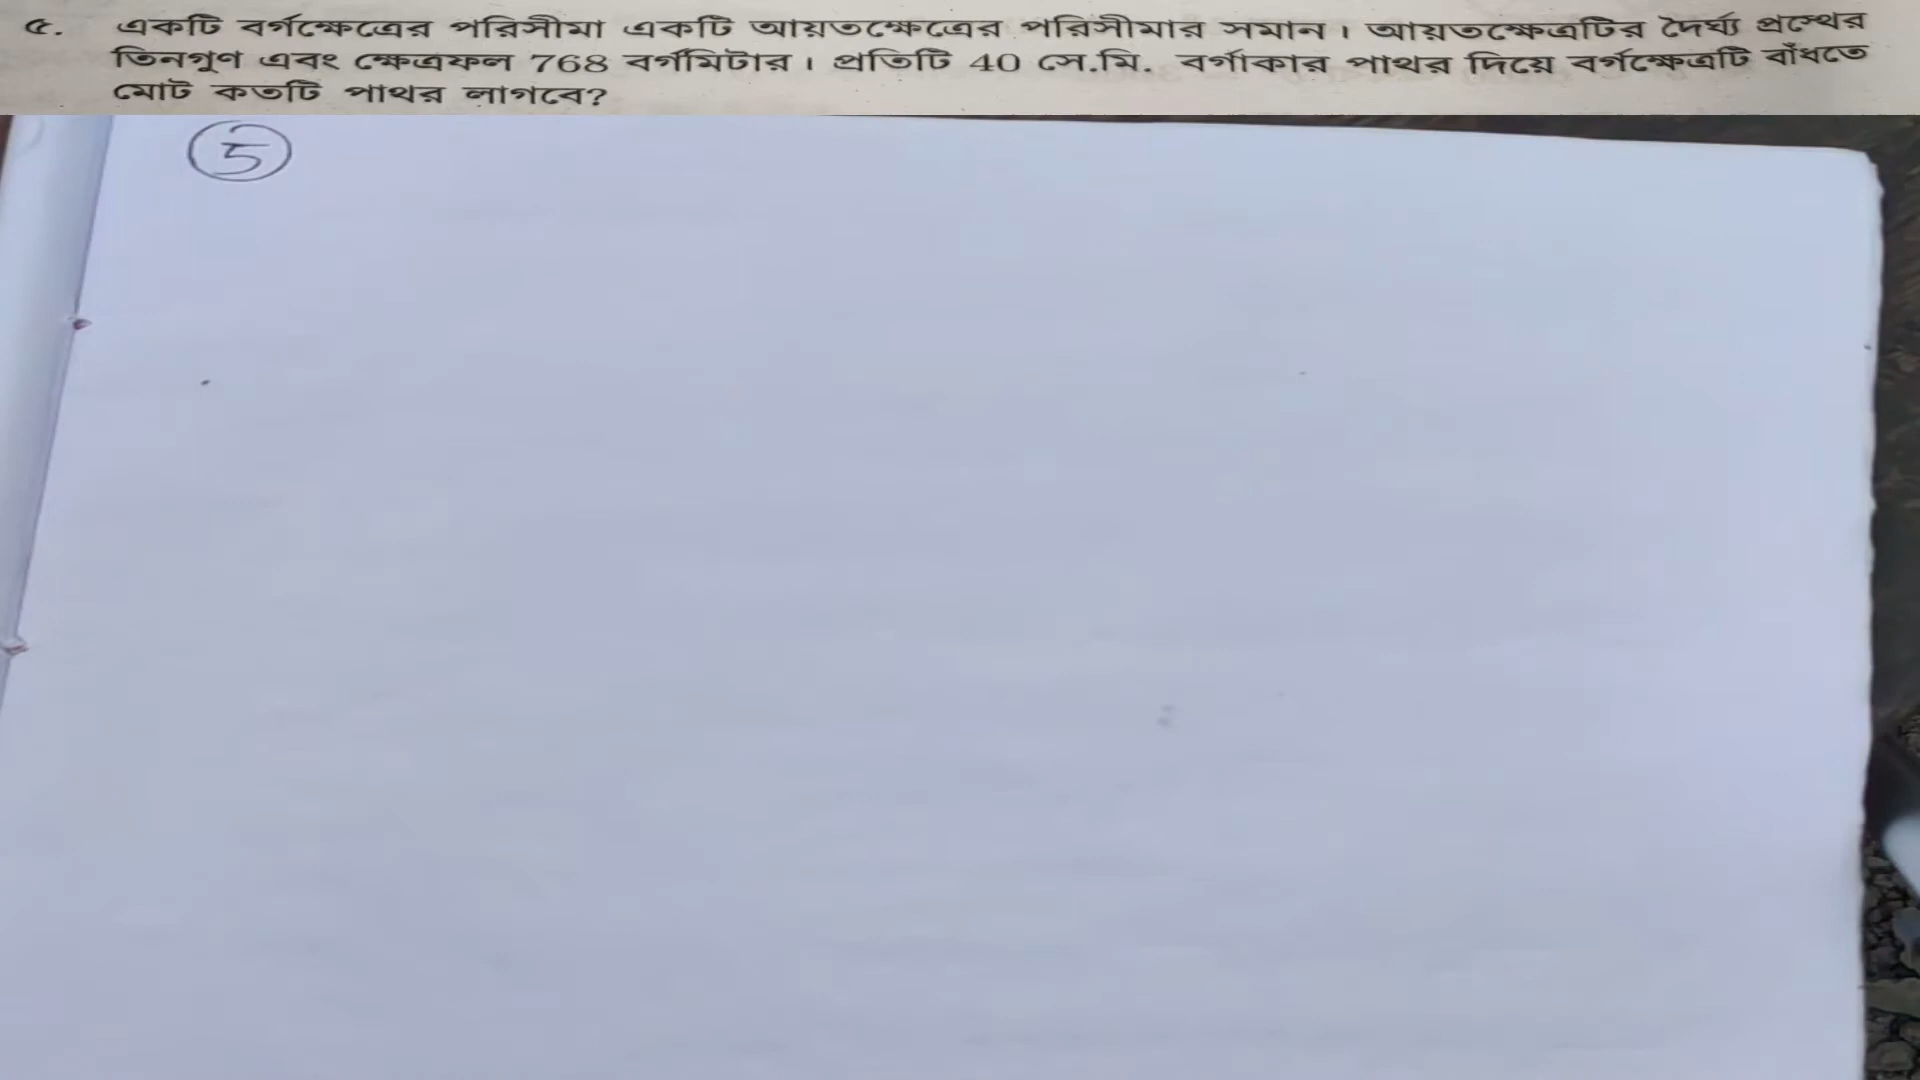 ৫. একটি বর্গক্ষেত্রের পরিসীমা একটি আয়তক্ষেত্রের পরিসীমার সমান। আয়তক্ষেত্রটির দৈর্ঘ্য প্রস্থের
তিনগুণ এবং ক্ষেত্রফল 768 বর্গমিটার। প্রতিটি 40 সে.মি. বর্গাকার পাথর দিয়ে বর্গক্ষেত্রটি বাঁধতে
মোট কতটি পাথর লাগবে?
5